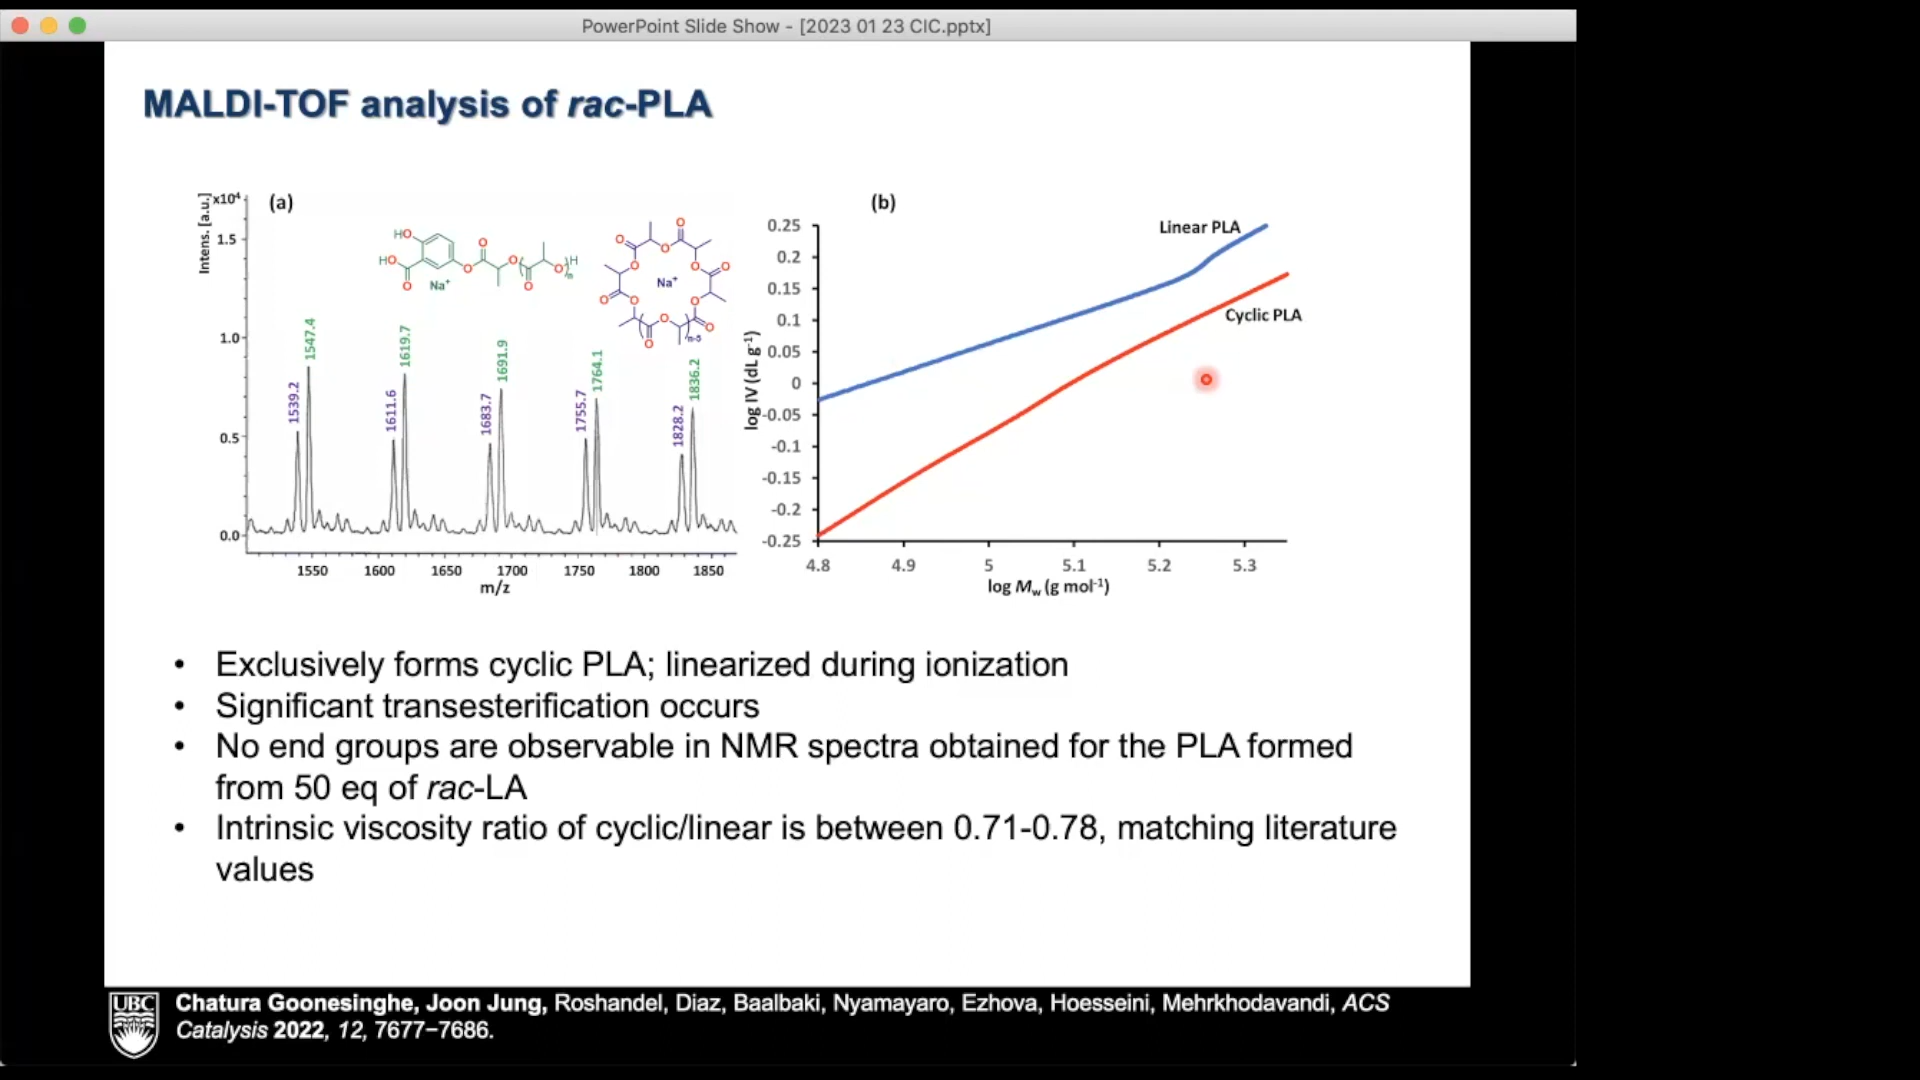 PowerPoint Slide Show - [2023 01 23 CIC.pptx]
MALDI-TOF analysis of rac-PLA
(a)
Intens. [a.u.]
x10⁴
1.5
1.0
0.5
0.0
HO
HO
O
Na⁺
O
O
O
O
O
H
n
O
O
O
O
O
O
O
O
O
O
O
O
O
Na⁺
n-5
1539.2
1547.4
1611.6
1619.7
1683.7
1691.9
1755.7
1764.1
1828.2
1836.2
1550 1600 1650 1700 1750 1800 1850
m/z
(b)
log IV (dL g⁻¹)
0.25
0.2
0.15
0.1
0.05
0
-0.05
-0.1
-0.15
-0.2
-0.25
Linear PLA
Cyclic PLA
4.8 4.9 5 5.1 5.2 5.3
log Mw (g mol⁻¹)
• Exclusively forms cyclic PLA; linearized during ionization
• Significant transesterification occurs
• No end groups are observable in NMR spectra obtained for the PLA formed
from 50 eq of rac-LA
• Intrinsic viscosity ratio of cyclic/linear is between 0.71-0.78, matching literature
values
UBC
Chatura Goonesinghe, Joon Jung, Roshandel, Diaz, Baalbaki, Nyamayaro, Ezhova, Hoesseini, Mehrkhodavandi, ACS
Catalysis 2022, 12, 7677−7686.